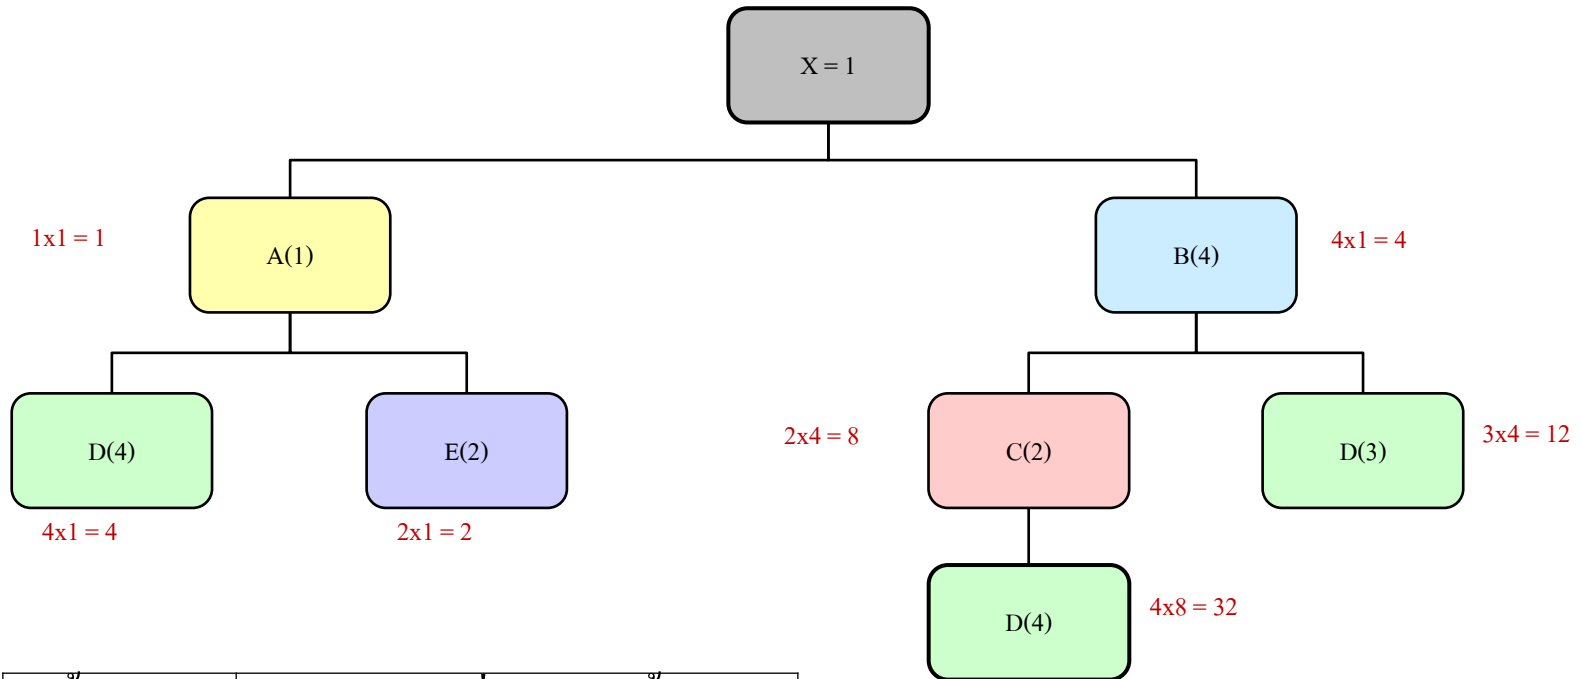 X = 1
1x1 = 1
A(1)
B(4)
4x1 = 4
D(4)
E(2)
2x4 = 8
C(2)
D(3)
3x4 = 12
4x1 = 4
2x1 = 2
D(4)
4x8 = 32